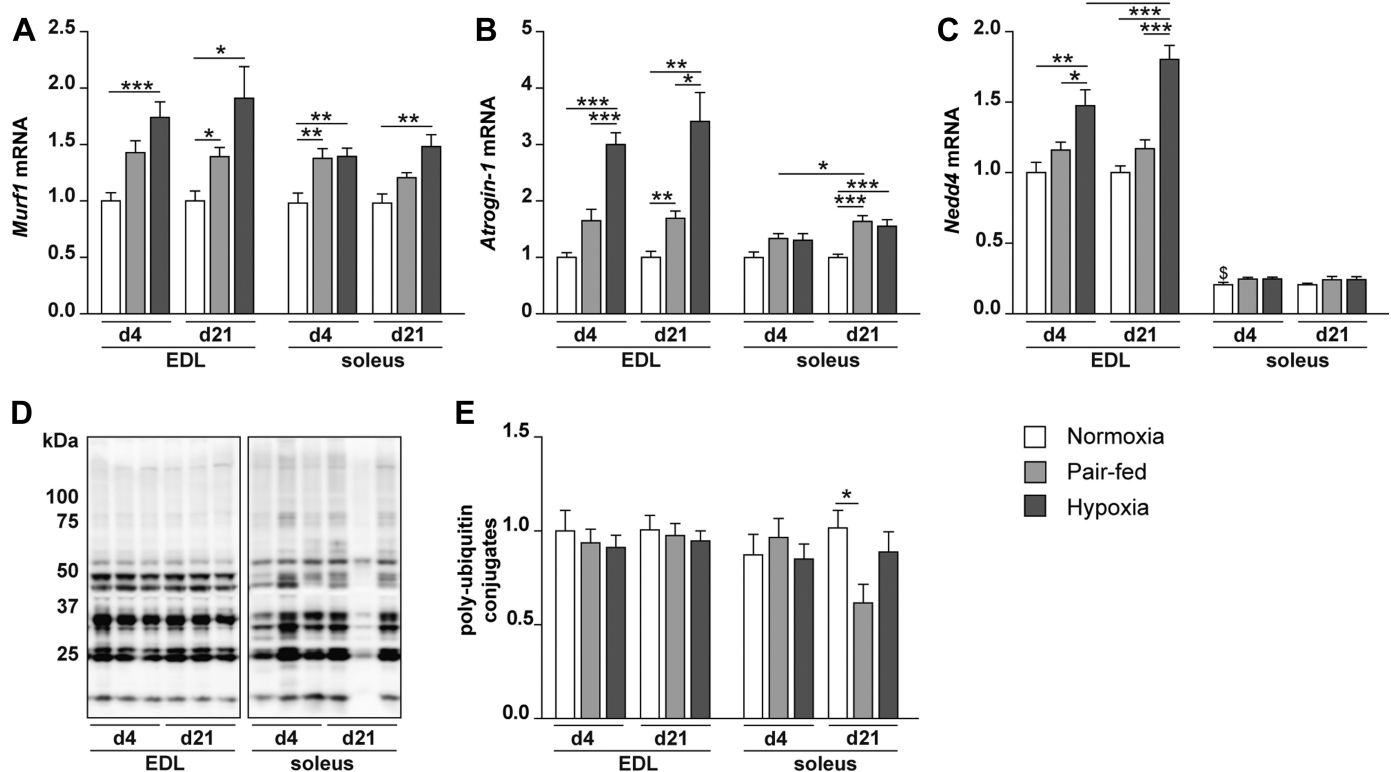 A
Murf1 mRNA
2.5
2.0
1.5
1.0
0.5
0.0
***
*
*
**
**
**
d4
d21
d4
d21
EDL
soleus
B
Atrogin-1 mRNA
5
4
3
2
1
0
***
***
**
*
**
*
***
***
d4
d21
d4
d21
EDL
soleus
C
Nedd4 mRNA
2.0
1.5
1.0
0.5
0.0
**
*
***
***
$
d4
d21
d4
d21
EDL
soleus
D
kDa
100
75
50
37
25
d4
d21
d4
d21
EDL
soleus
E
poly-ubiquitin
conjugates
1.5
1.0
0.5
0.0
*
d4
d21
d4
d21
EDL
soleus
Normoxia
Pair-fed
Hypoxia